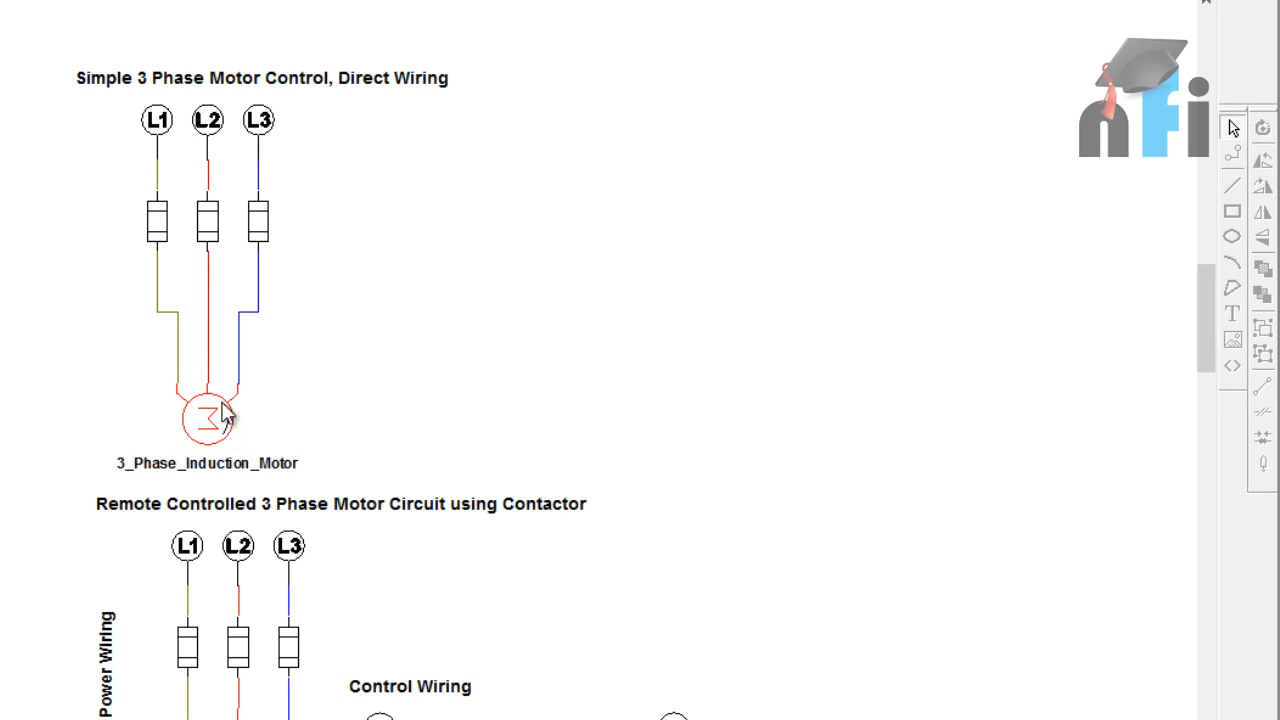 nfi
Simple 3 Phase Motor Control, Direct Wiring
L1 L2 L3
3_Phase_Induction_Motor
Remote Controlled 3 Phase Motor Circuit using Contactor
L1 L2 L3
Power Wiring
Control Wiring